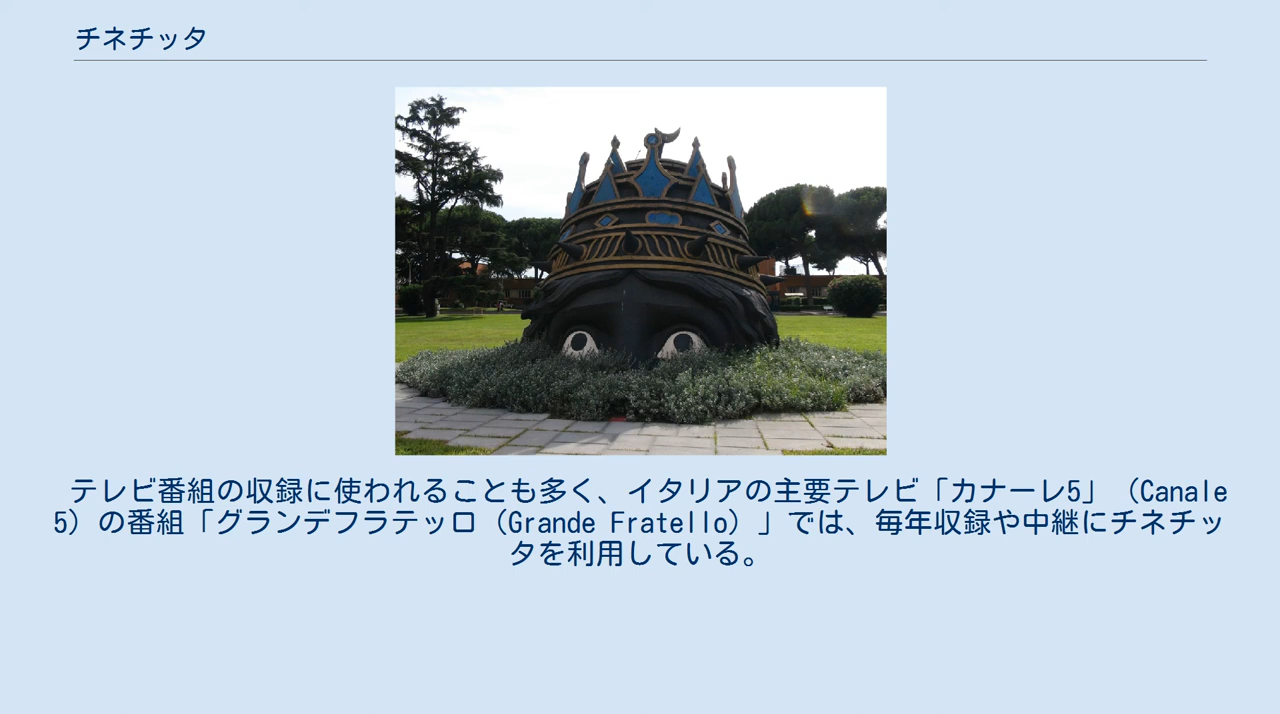 チネチッタ
テレビ番組の収録に使われることも多く、イタリアの主要テレビ「カナーレ5」（Canale
5）の番組「グランデフラテッロ（Grande Fratello）」では、毎年収録や中継にチネチッ
タを利用している。